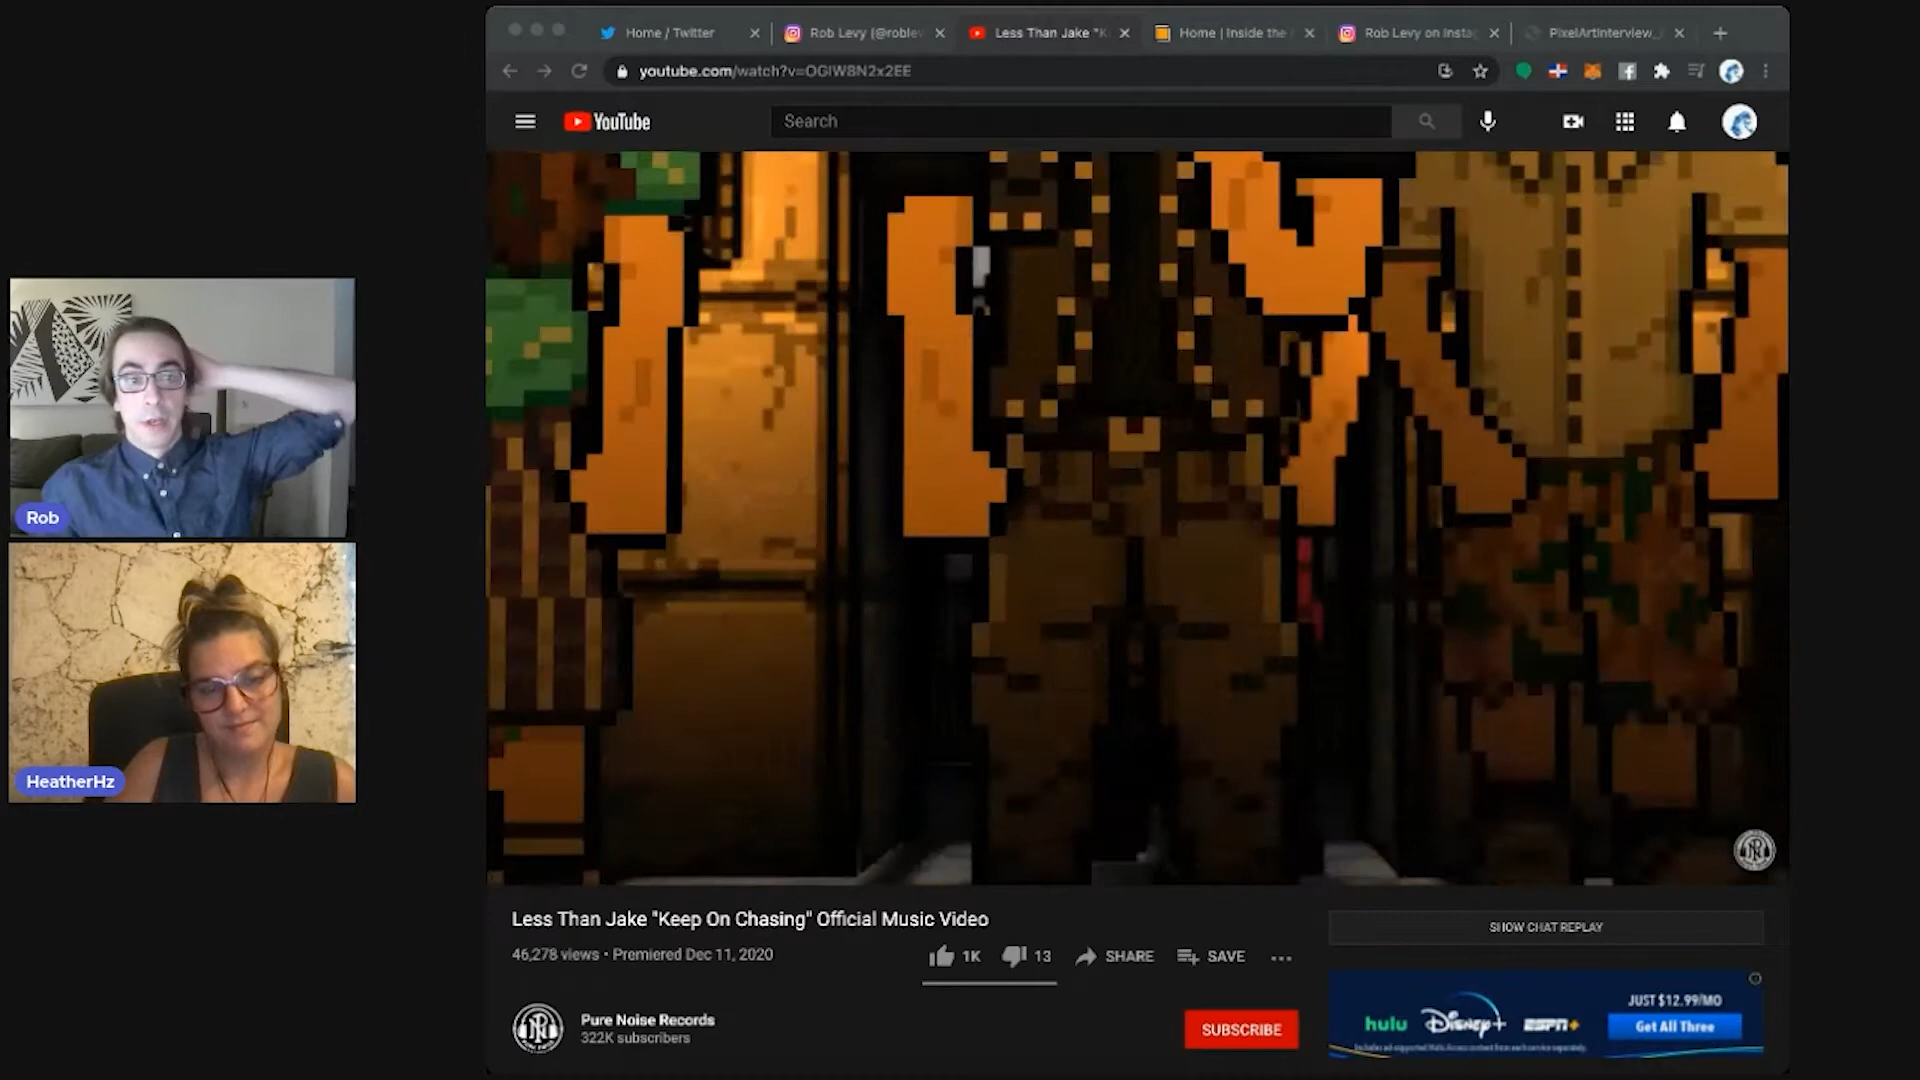 Home / Twitter
Rob Levy (@roblev
Less Than Jake "K
Home | Inside the
Rob Levy on Insta
PixelArtInterview_
youtube.com/watch?v=OGIW8N2x2EE
YouTube
Search
Rob
HeatherHz
Less Than Jake "Keep On Chasing" Official Music Video
46,278 views • Premiered Dec 11, 2020
1K
13
SHARE
SAVE
SHOW CHAT REPLAY
Pure Noise Records
322K subscribers
SUBSCRIBE
hulu
Disney+
ESPN+
JUST $12.99/MO
Get All Three